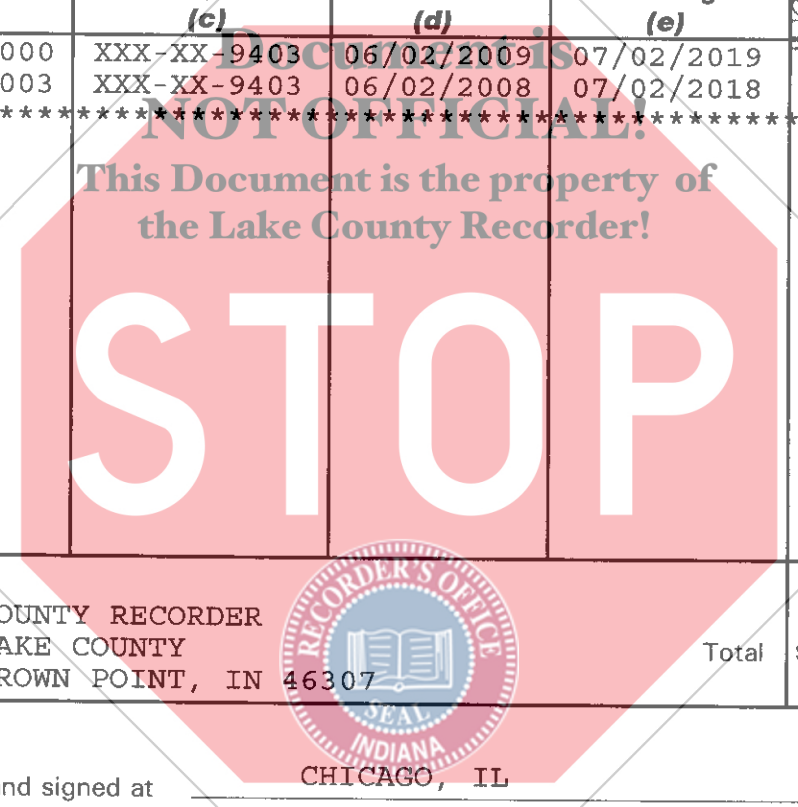 (c) (d) (e)
Document is
000 XXX-XX-9403 06/02/2009 07/02/2019
003 XXX-XX-9403 06/02/2008 07/02/2018
****************************************************
NOT OFFICIAL!
This Document is the property of
the Lake County Recorder!
STOP
OUNTY RECORDER
AKE COUNTY
ROWN POINT, IN 46307
Total
RECORDER'S OFFICE
SEAL
INDIANA
nd signed at CHICAGO, IL